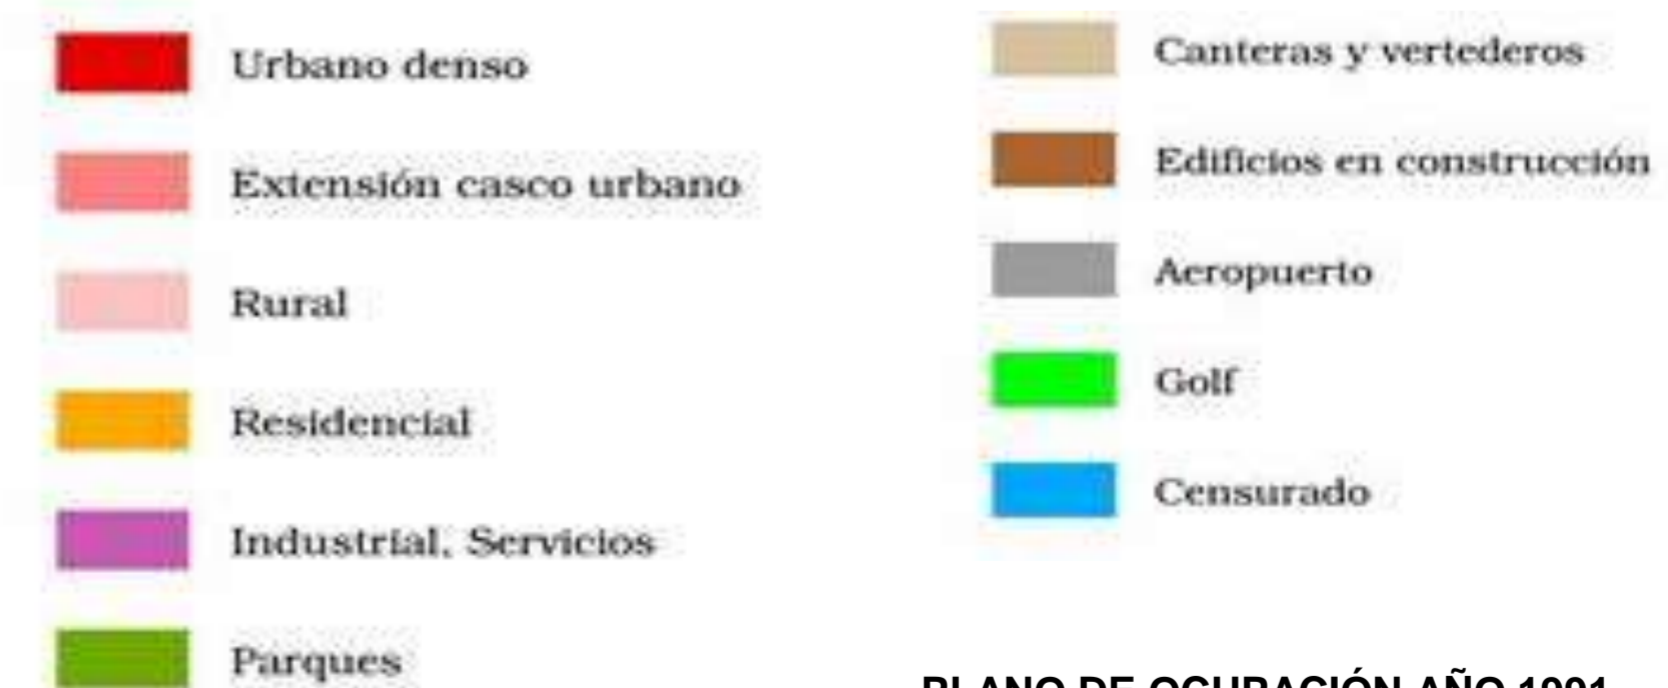 Urbano denso
Extensión casco urbano
Rural
Residencial
Industrial, Servicios
Parques
Canteras y vertederos
Edificios en construcción
Aeropuerto
Golf
Censurado
PLANO DE OCUPACIÓN AÑO 1991